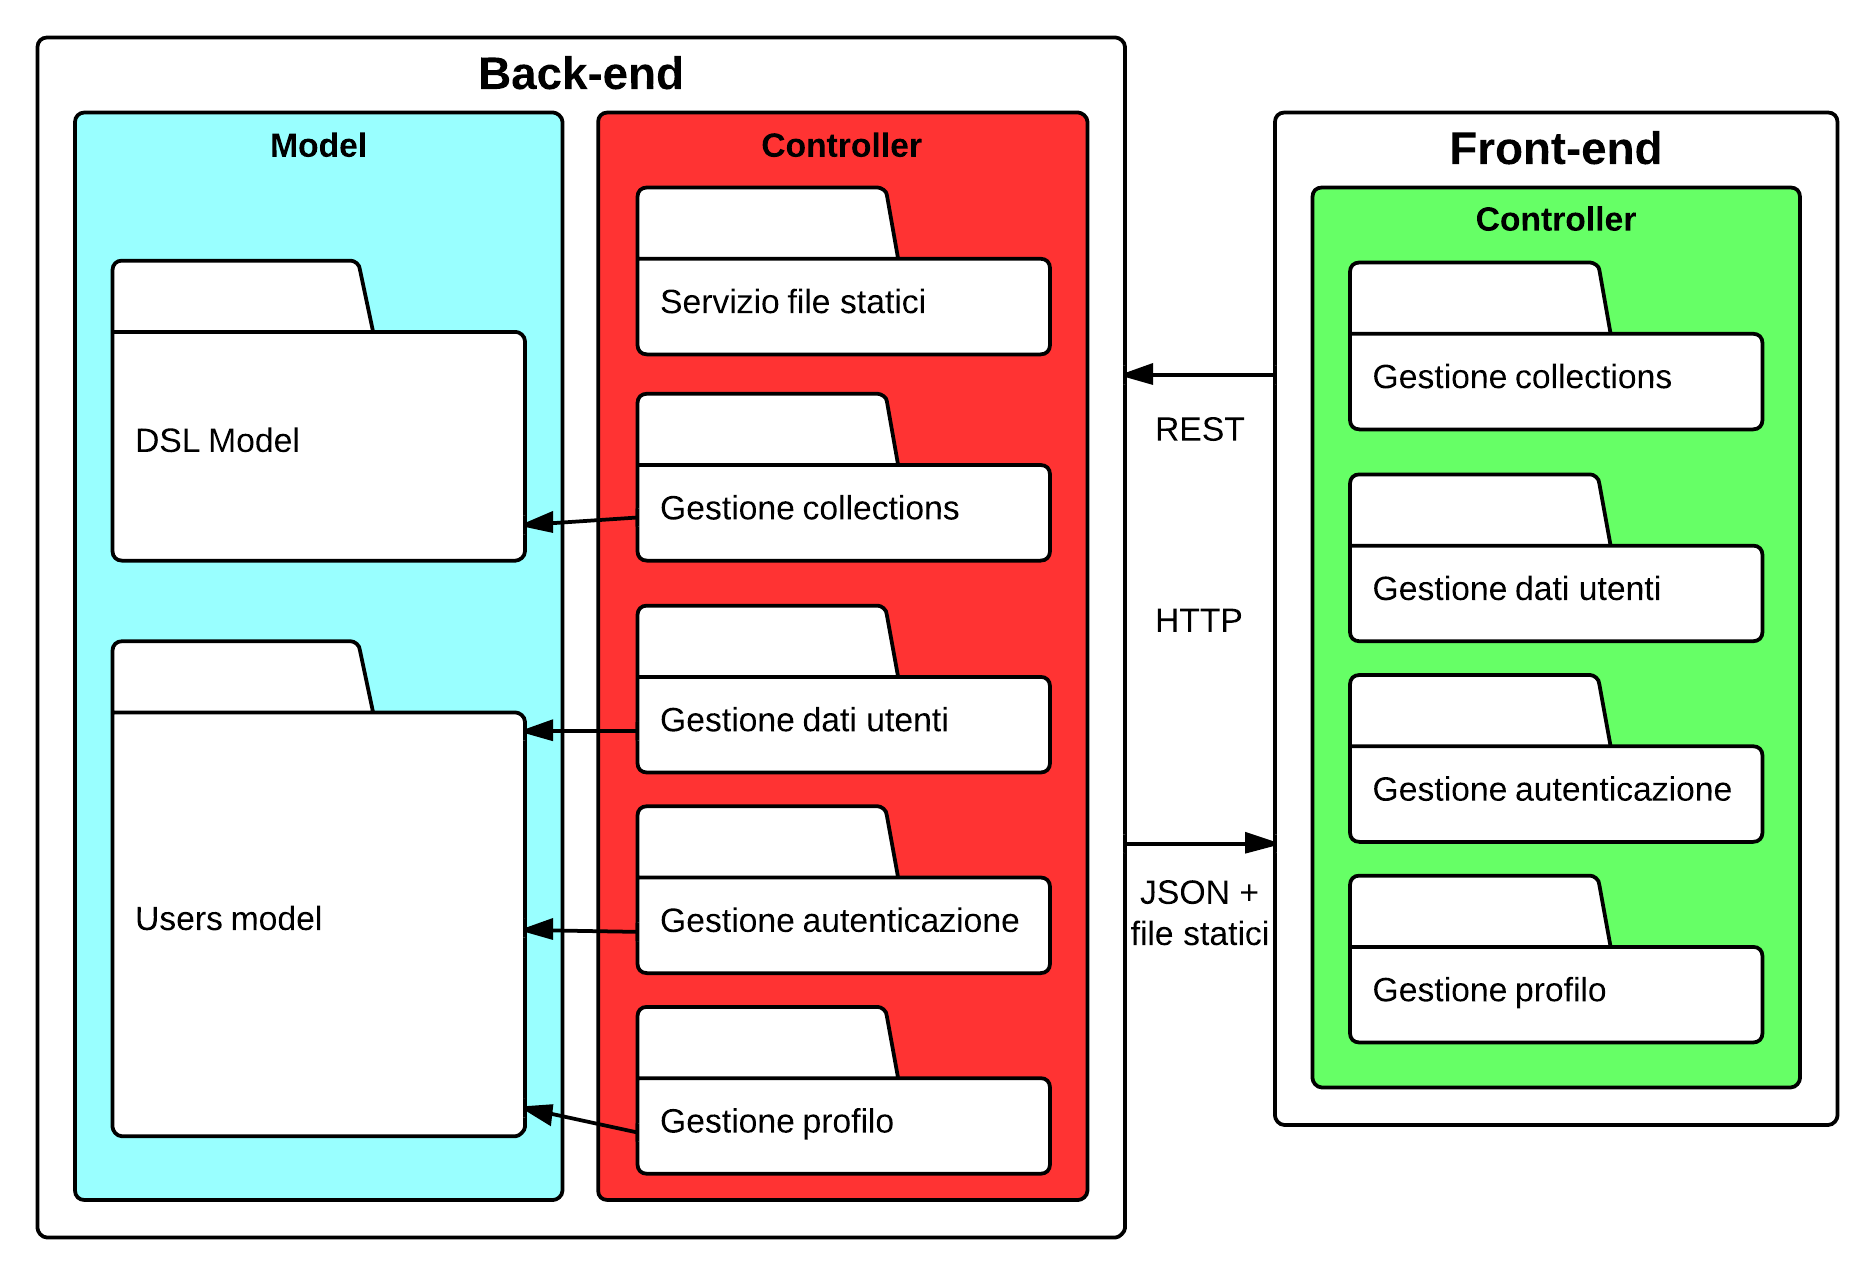 Back-end
Model
DSL Model
Users model
Controller
Servizio file statici
Gestione collections
Gestione dati utenti
Gestione autenticazione
Gestione profilo
REST
HTTP
JSON +
file statici
Front-end
Controller
Gestione collections
Gestione dati utenti
Gestione autenticazione
Gestione profilo